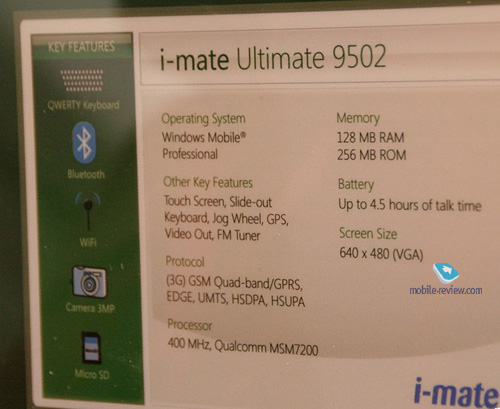 KEY FEATURES
QWERTY Keyboard
Bluetooth
WiFi
Camera 3MP
Micro SD
i-mate Ultimate 9502
Operating System
Windows Mobile®
Professional
Other Key Features
Touch Screen, Slide-out
Keyboard, Jog Wheel, GPS,
Video Out, FM Tuner
Protocol
(3G) GSM Quad-band/GPRS,
EDGE, UMTS, HSDPA, HSUPA
Processor
400 MHz, Qualcomm MSM7200
Memory
128 MB RAM
256 MB ROM
Battery
Up to 4.5 hours of talk time
Screen Size
640 x 480 (VGA)
mobile-review.com
i-mate